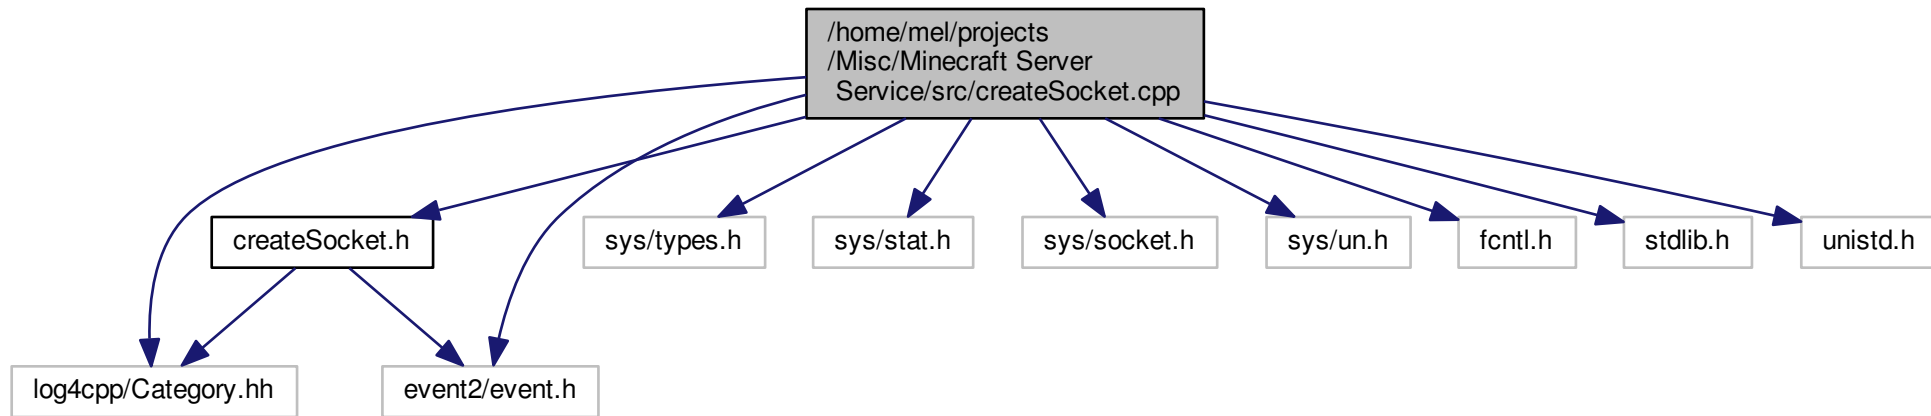 /home/mel/projects
/Misc/Minecraft Server
Service/src/createSocket.cpp
createSocket.h
sys/types.h
sys/stat.h
sys/socket.h
sys/un.h
fcntl.h
stdlib.h
unistd.h
log4cpp/Category.hh
event2/event.h